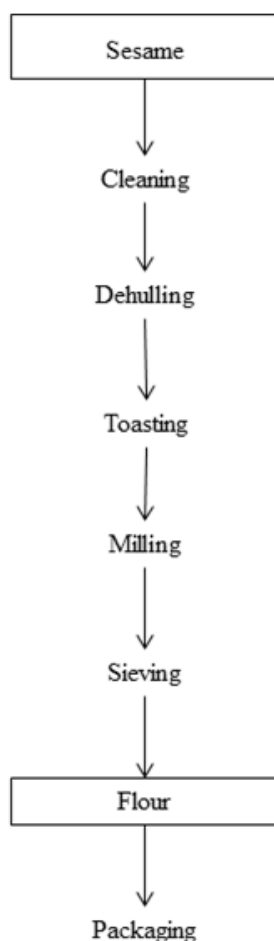 Sesame
Cleaning
Dehulling
Toasting
Milling
Sieving
Flour
Packaging